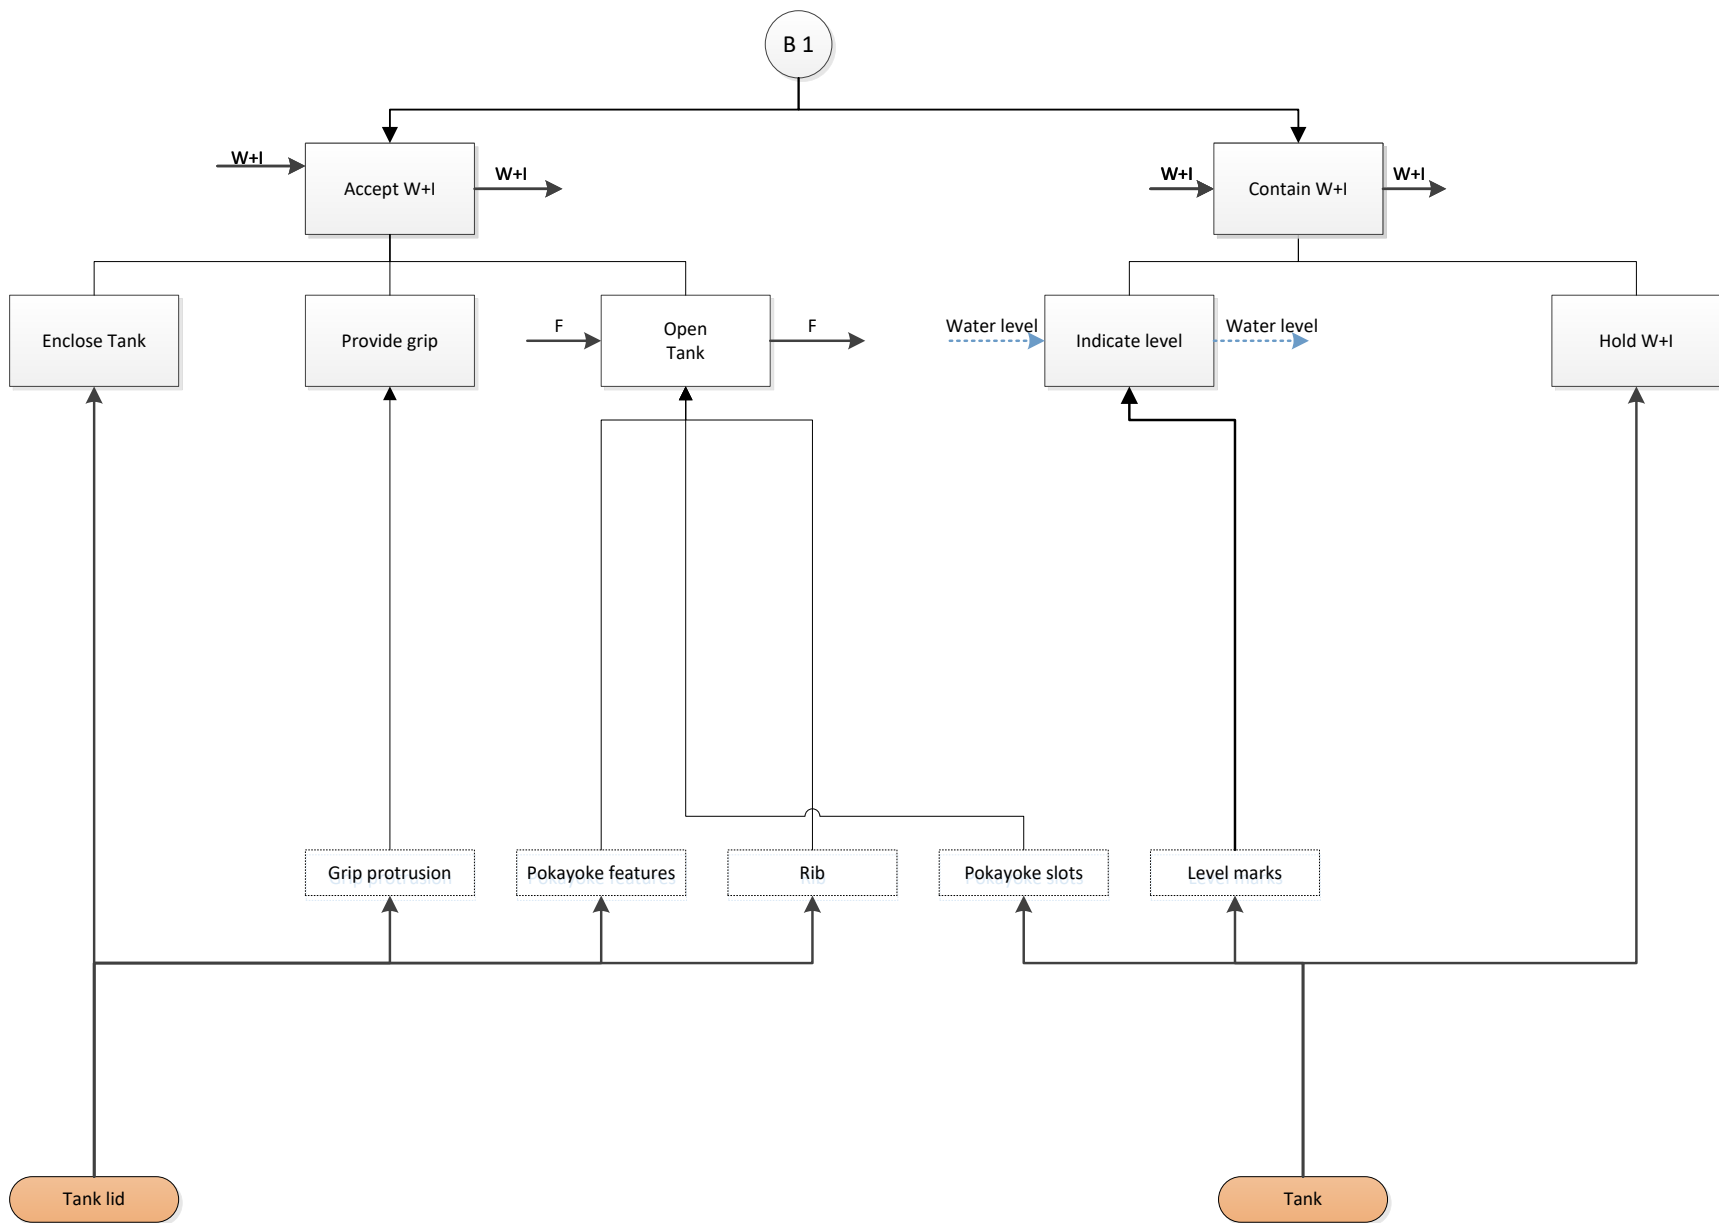 B 1
W+I
W+I
Accept W+I
W+I
W+I
Contain W+I
Enclose Tank
Provide grip
F
Open
Tank
F
Water level
Indicate level
Water level
Hold W+I
Grip protrusion
Pokayoke features
Rib
Pokayoke slots
Level marks
Tank lid
Tank